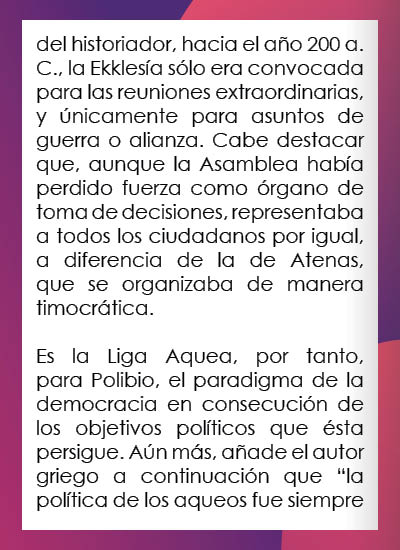 del historiador, hacia el año 200 a.
C., la Ekklesía sólo era convocada
para las reuniones extraordinarias,
y únicamente para asuntos de
guerra o alianza. Cabe destacar
que, aunque la Asamblea había
perdido fuerza como órgano de
toma de decisiones, representaba
a todos los ciudadanos por igual,
a diferencia de la de Atenas,
que se organizaba de manera
timocrática.
Es la Liga Aquea, por tanto,
para Polibio, el paradigma de la
democracia en consecución de
los objetivos políticos que ésta
persigue. Aún más, añade el autor
griego a continuación que “la
política de los aqueos fue siempre